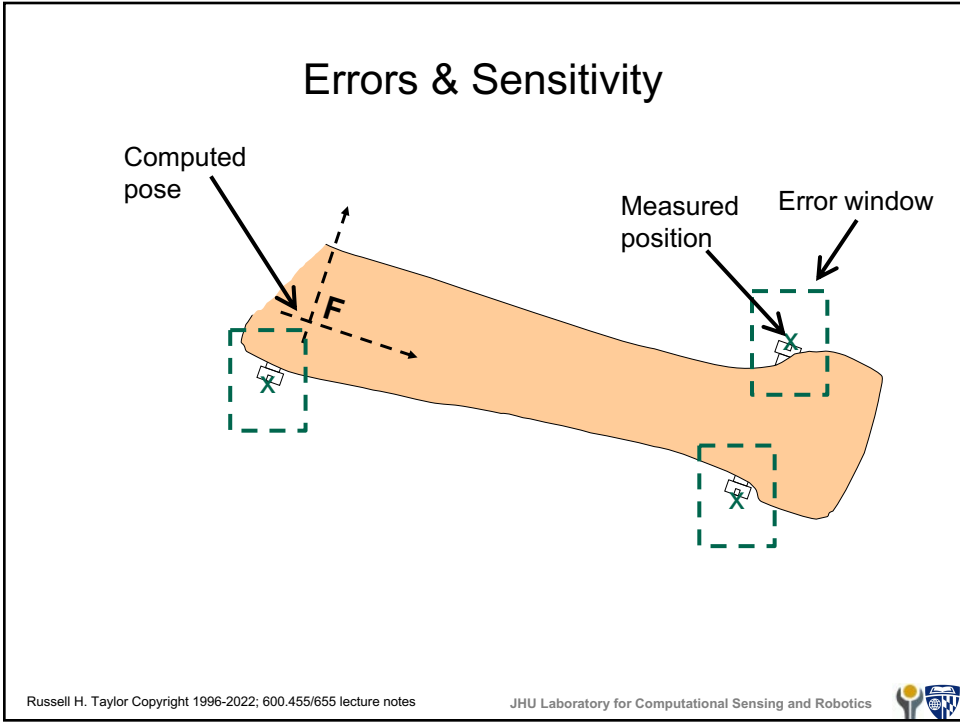 Errors & Sensitivity
Computed
pose
Measured
position
Error window
F
x
x
x
Russell H. Taylor Copyright 1996-2022; 600.455/655 lecture notes
JHU Laboratory for Computational Sensing and Robotics